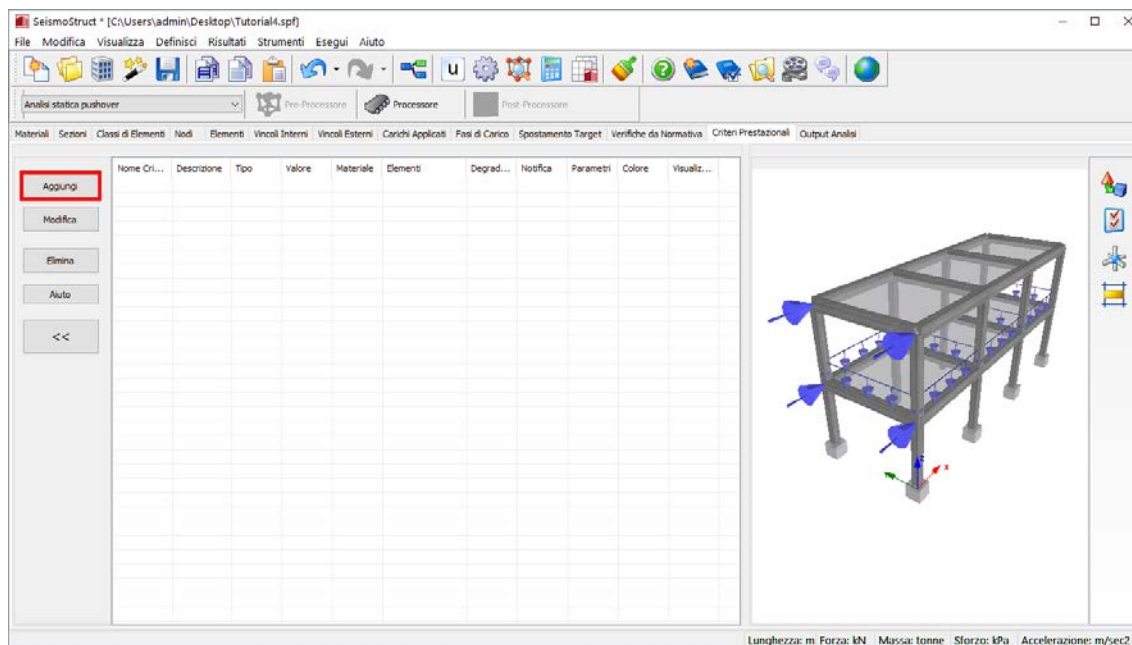 SeismoStruct * [C:\Users\admin\Desktop\Tutorial4.spf]
File Modifica Visualizza Definisci Risultati Strumenti Esegui Aiuto
u
Analisi statica pushover Pre-Processore Processore Post-Processore
Materiali Sezioni Classi di Elementi Nodi Elementi Vincoli Interni Vincoli Esterni Carichi Applicati Fasi di Carico Spostamento Target Verifiche da Normativa Criteri Prestazionali Output Analisi
Nome Cri... Descrizione Tipo Valore Materiale Elementi Degrad... Notifica Parametri Colore Visualiz...
Aggiungi
Modifica
Elimina
Aiuto
<<
z
x
Lunghezza: m Forza: kN Massa: tonne Sforzo: kPa Accelerazione: m/sec2